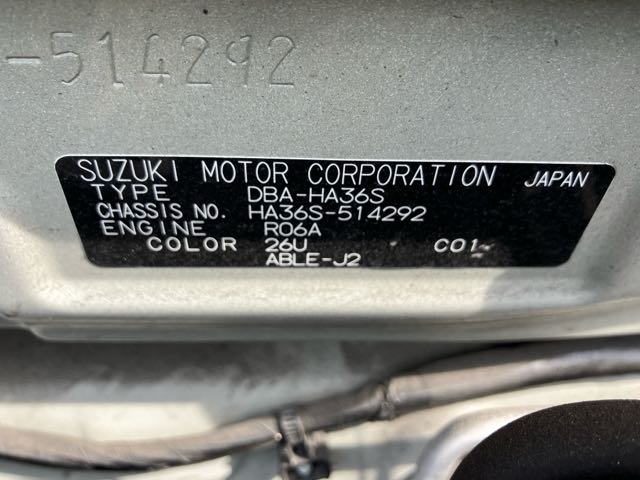 -514292
SUZUKI MOTOR CORPORATION JAPAN
TYPE DBA-HA36S
CHASSIS NO. HA36S-514292
ENGINE R06A
COLOR 26U C01
ABLE-J2